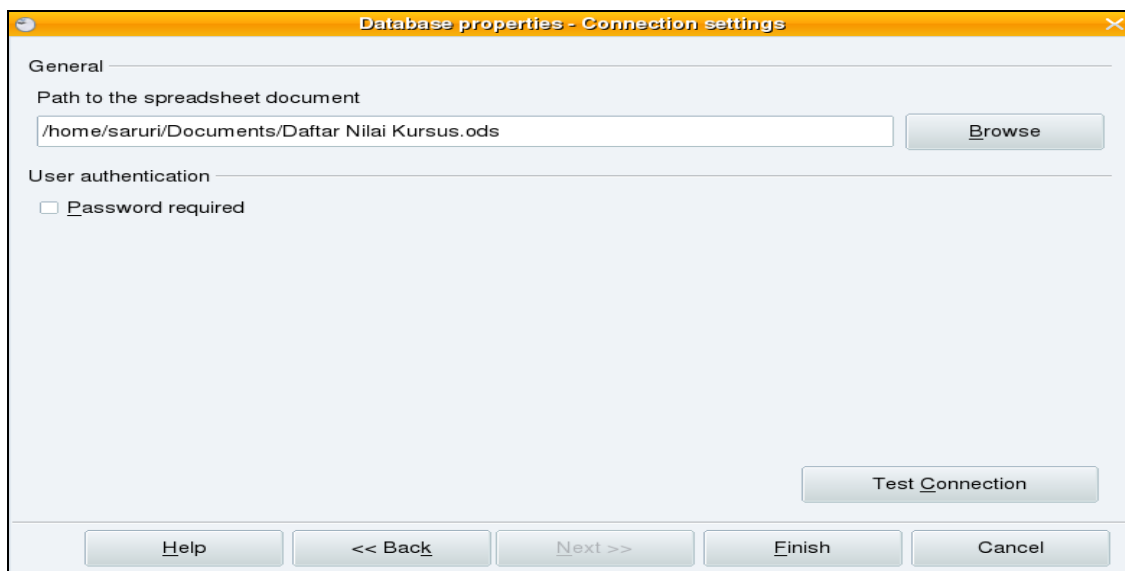 Database properties - Connection settings
General
Path to the spreadsheet document
/home/saruri/Documents/Daftar Nilai Kursus.ods
Browse
User authentication
Password required
Test Connection
Help
<< Back
Next >>
Finish
Cancel